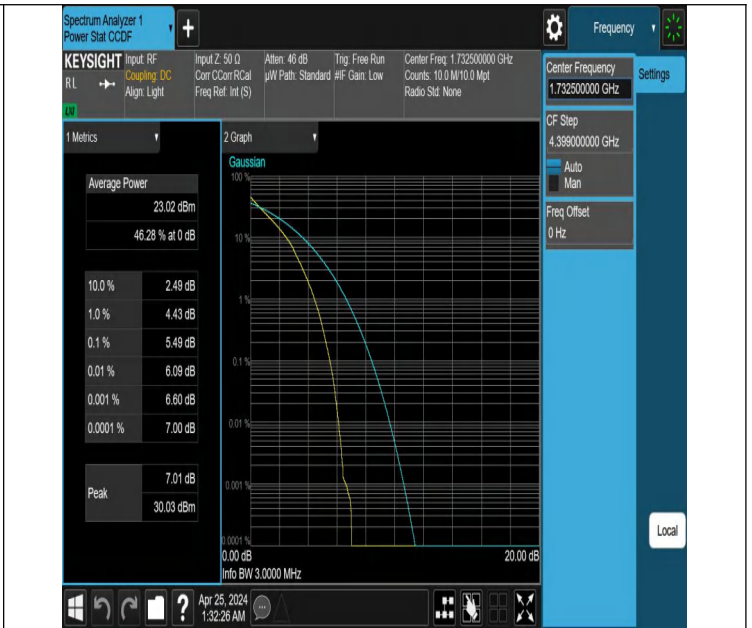 Spectrum Analyzer 1
Power Stat CCDF
+
Frequency
KEYSIGHT
RL
LXI
Input: RF
Coupling: DC
Align: Light
Input Z: 50 Ω
Corr CCorr RCal
Freq Ref: Int (S)
Atten: 46 dB
µW Path: Standard
Trig: Free Run
#IF Gain: Low
Center Freq: 1.732500000 GHz
Counts: 10.0 M/10.0 Mpt
Radio Std: None
Center Frequency
1.732500000 GHz
Settings
CF Step
4.399000000 GHz
Auto
Man
Freq Offset
0 Hz
1 Metrics
Average Power
23.02 dBm
46.28 % at 0 dB
10.0 % 2.49 dB
1.0 % 4.43 dB
0.1 % 5.49 dB
0.01 % 6.09 dB
0.001 % 6.60 dB
0.0001 % 7.00 dB
Peak
7.01 dB
30.03 dBm
2 Graph
Gaussian
100 %
10 %
1 %
0.1 %
0.01 %
0.001 %
0.0001 %
0.00 dB 20.00 dB
Info BW 3.0000 MHz
Local
?
Apr 25, 2024
1:32:26 AM